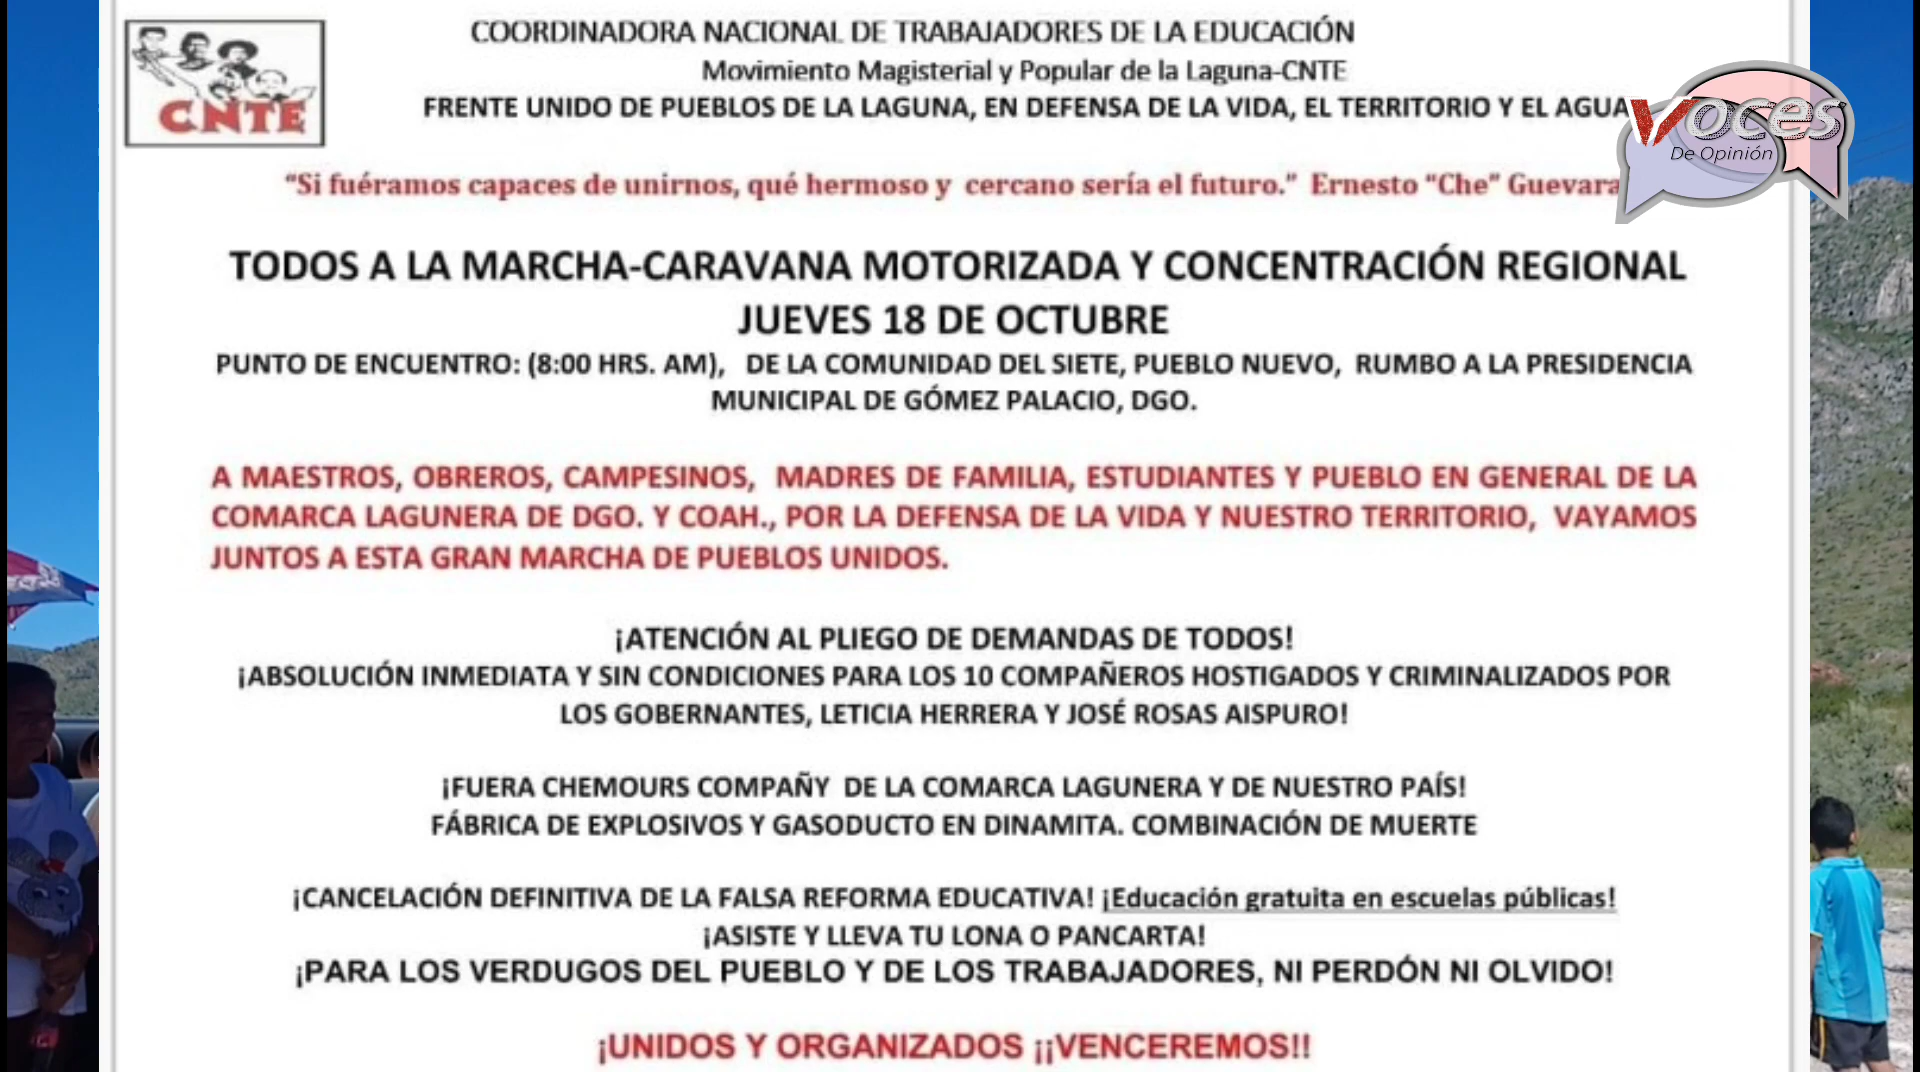 COORDINADORA NACIONAL DE TRABAJADORES DE LA EDUCACIÓN
Movimiento Magisterial y Popular de la Laguna-CNTE
FRENTE UNIDO DE PUEBLOS DE LA LAGUNA, EN DEFENSA DE LA VIDA, EL TERRITORIO Y EL AGUA
CNTE
Voces
De Opinión
“Si fuéramos capaces de unirnos, qué hermoso y cercano sería el futuro.” Ernesto “Che” Guevara
TODOS A LA MARCHA-CARAVANA MOTORIZADA Y CONCENTRACIÓN REGIONAL
JUEVES 18 DE OCTUBRE
PUNTO DE ENCUENTRO: (8:00 HRS. AM), DE LA COMUNIDAD DEL SIETE, PUEBLO NUEVO, RUMBO A LA PRESIDENCIA
MUNICIPAL DE GÓMEZ PALACIO, DGO.
A MAESTROS, OBREROS, CAMPESINOS, MADRES DE FAMILIA, ESTUDIANTES Y PUEBLO EN GENERAL DE LA
COMARCA LAGUNERA DE DGO. Y COAH., POR LA DEFENSA DE LA VIDA Y NUESTRO TERRITORIO, VAYAMOS
JUNTOS A ESTA GRAN MARCHA DE PUEBLOS UNIDOS.
¡ATENCIÓN AL PLIEGO DE DEMANDAS DE TODOS!
¡ABSOLUCIÓN INMEDIATA Y SIN CONDICIONES PARA LOS 10 COMPAÑEROS HOSTIGADOS Y CRIMINALIZADOS POR
LOS GOBERNANTES, LETICIA HERRERA Y JOSÉ ROSAS AISPURO!
¡FUERA CHEMOURS COMPAÑY DE LA COMARCA LAGUNERA Y DE NUESTRO PAÍS!
FÁBRICA DE EXPLOSIVOS Y GASODUCTO EN DINAMITA. COMBINACIÓN DE MUERTE
¡CANCELACIÓN DEFINITIVA DE LA FALSA REFORMA EDUCATIVA! ¡Educación gratuita en escuelas públicas!
¡ASISTE Y LLEVA TU LONA O PANCARTA!
¡PARA LOS VERDUGOS DEL PUEBLO Y DE LOS TRABAJADORES, NI PERDÓN NI OLVIDO!
¡UNIDOS Y ORGANIZADOS ¡¡VENCEREMOS!!